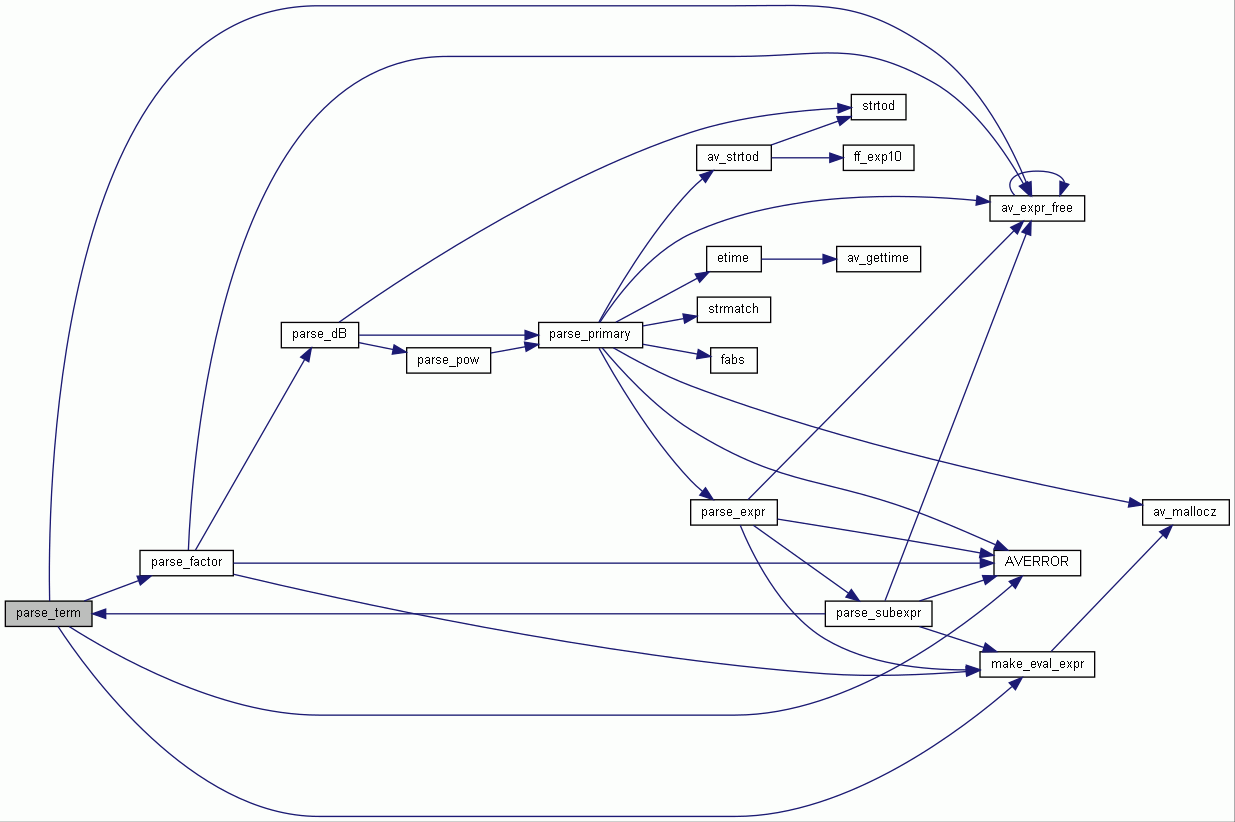 strtod
av_strtod
ff_exp10
av_expr_free
etime
av_gettime
strmatch
parse_dB
parse_primary
parse_pow
fabs
parse_expr
av_mallocz
parse_factor
AVERROR
parse_term
parse_subexpr
make_eval_expr